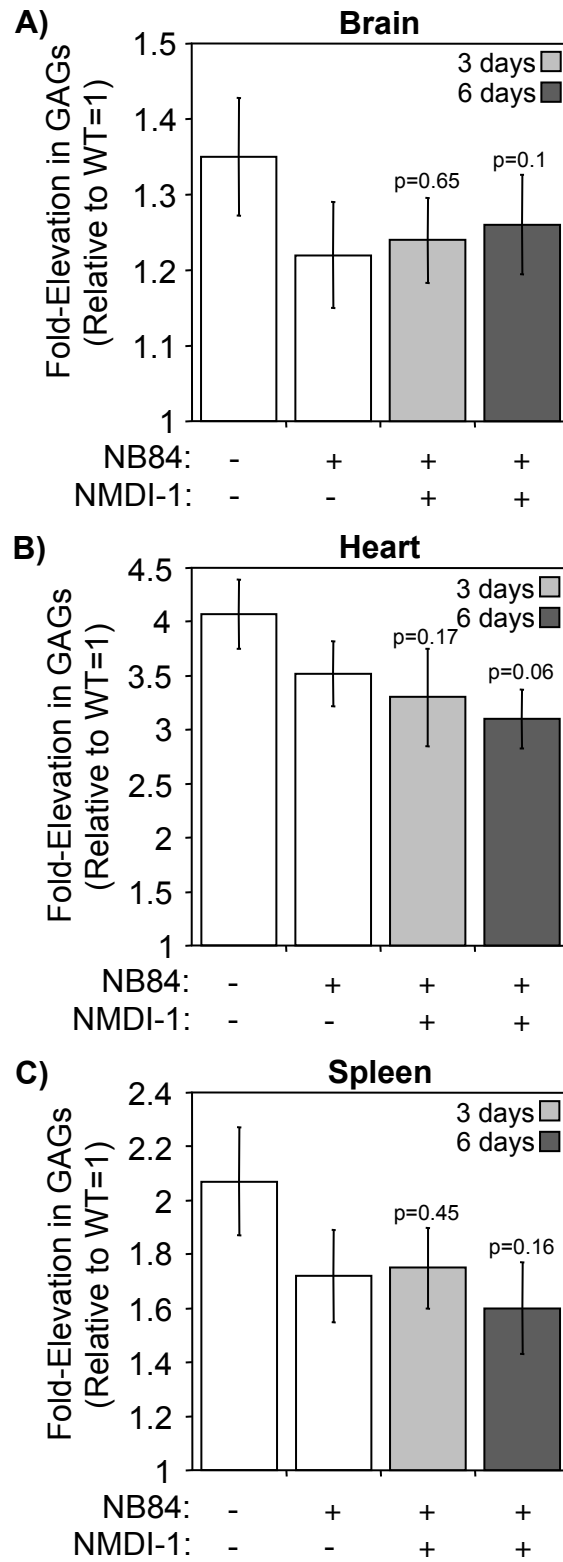 A)
Brain
Fold-Elevation in GAGs
(Relative to WT=1)
1.5
1.4
1.3
1.2
1.1
1
3 days
6 days
p=0.65
p=0.1
NB84: - + + +
NMDI-1: - - + +
B)
Heart
Fold-Elevation in GAGs
(Relative to WT=1)
4.5
4
3.5
3
2.5
2
1.5
1
3 days
6 days
p=0.17
p=0.06
NB84: - + + +
NMDI-1: - - + +
C)
Spleen
Fold-Elevation in GAGs
(Relative to WT=1)
2.4
2.2
2
1.8
1.6
1.4
1.2
1
3 days
6 days
p=0.45
p=0.16
NB84: - + + +
NMDI-1: - - + +